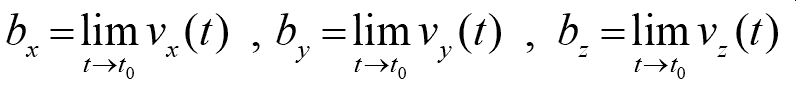 b_x = lim_{t→t_0} v_x(t) , b_y = lim_{t→t_0} v_y(t) , b_z = lim_{t→t_0} v_z(t)